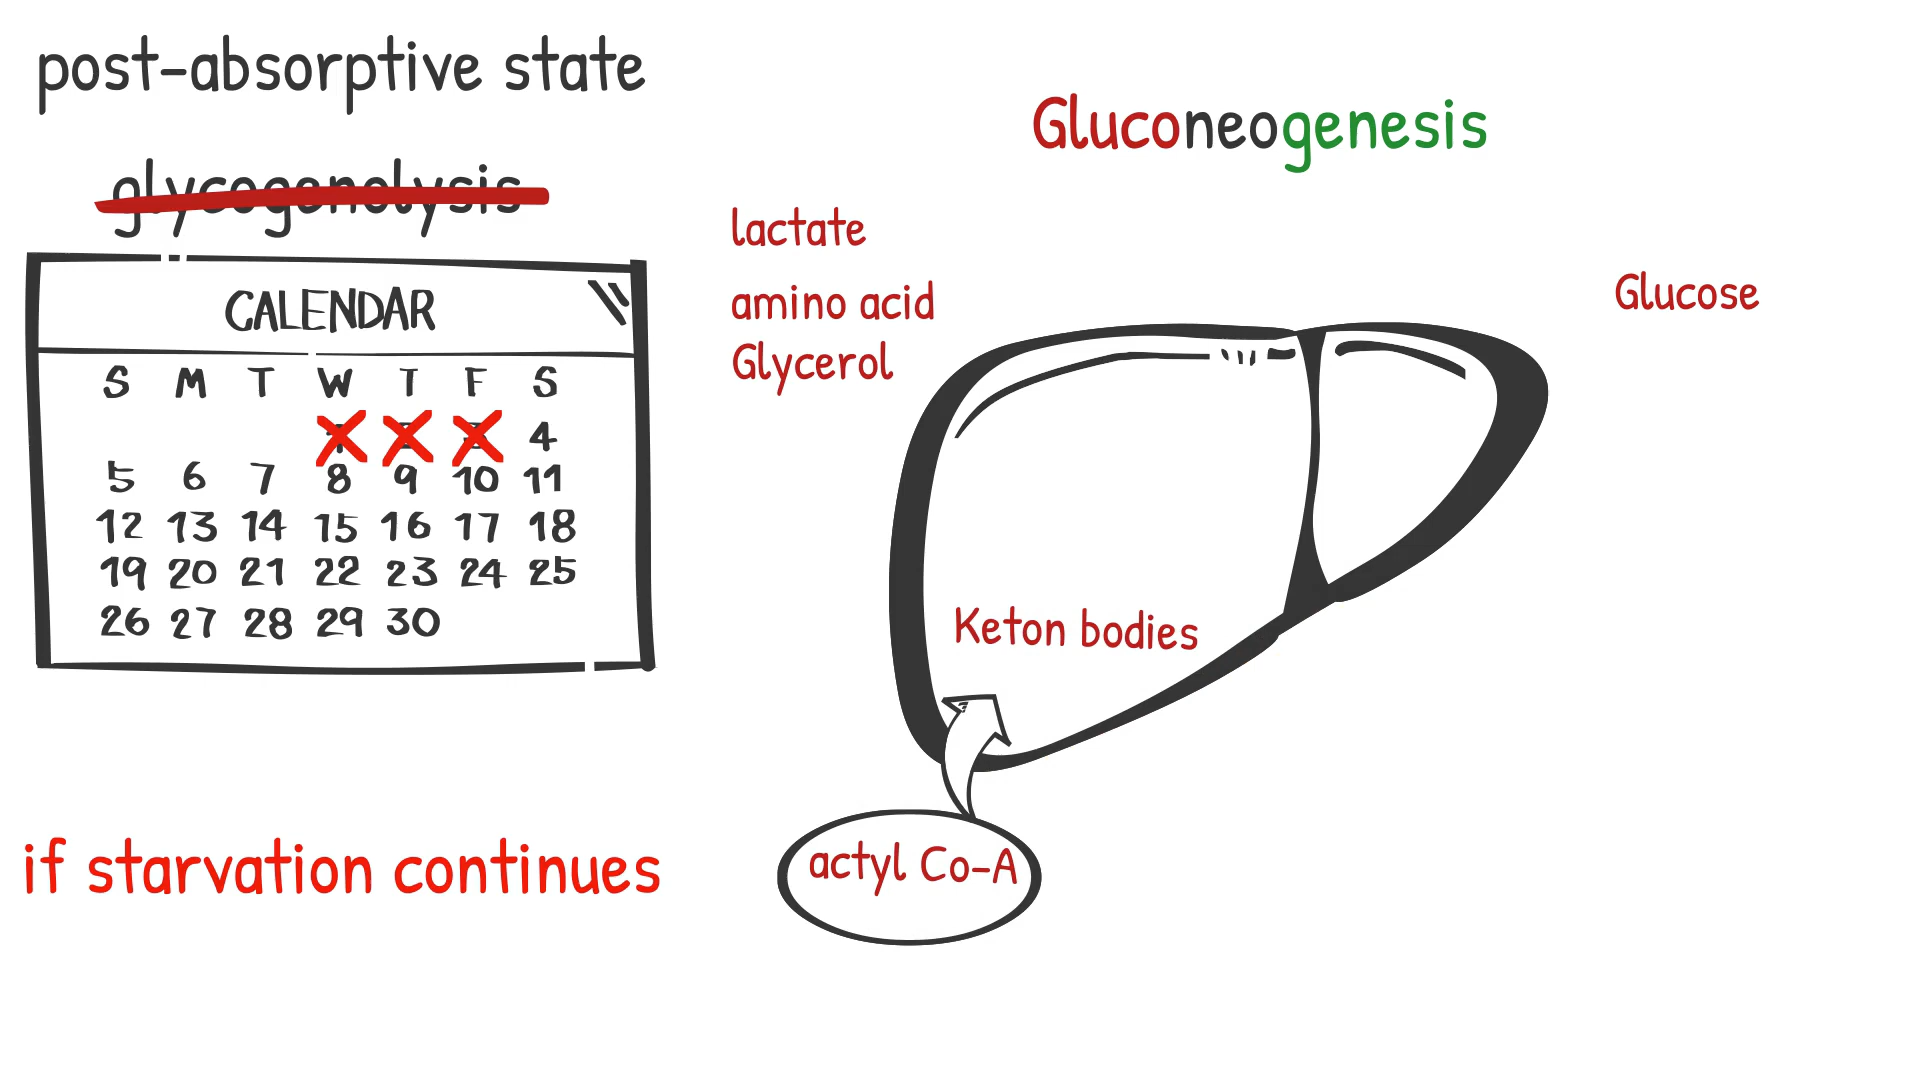 post-absorptive state
glycogenolysis
CALENDAR
S M T W T F S
4
5 6 7 8 9 10 11
12 13 14 15 16 17 18
19 20 21 22 23 24 25
26 27 28 29 30
if starvation continues
Gluconeogenesis
lactate
amino acid
Glycerol
Glucose
Keton bodies
actyl Co-A